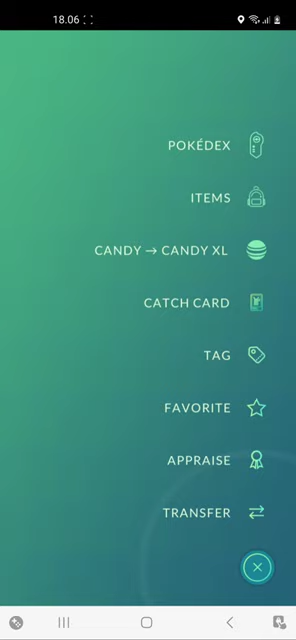 18.06
POKÉDEX
ITEMS
CANDY → CANDY XL
CATCH CARD
TAG
FAVORITE
APPRAISE
TRANSFER